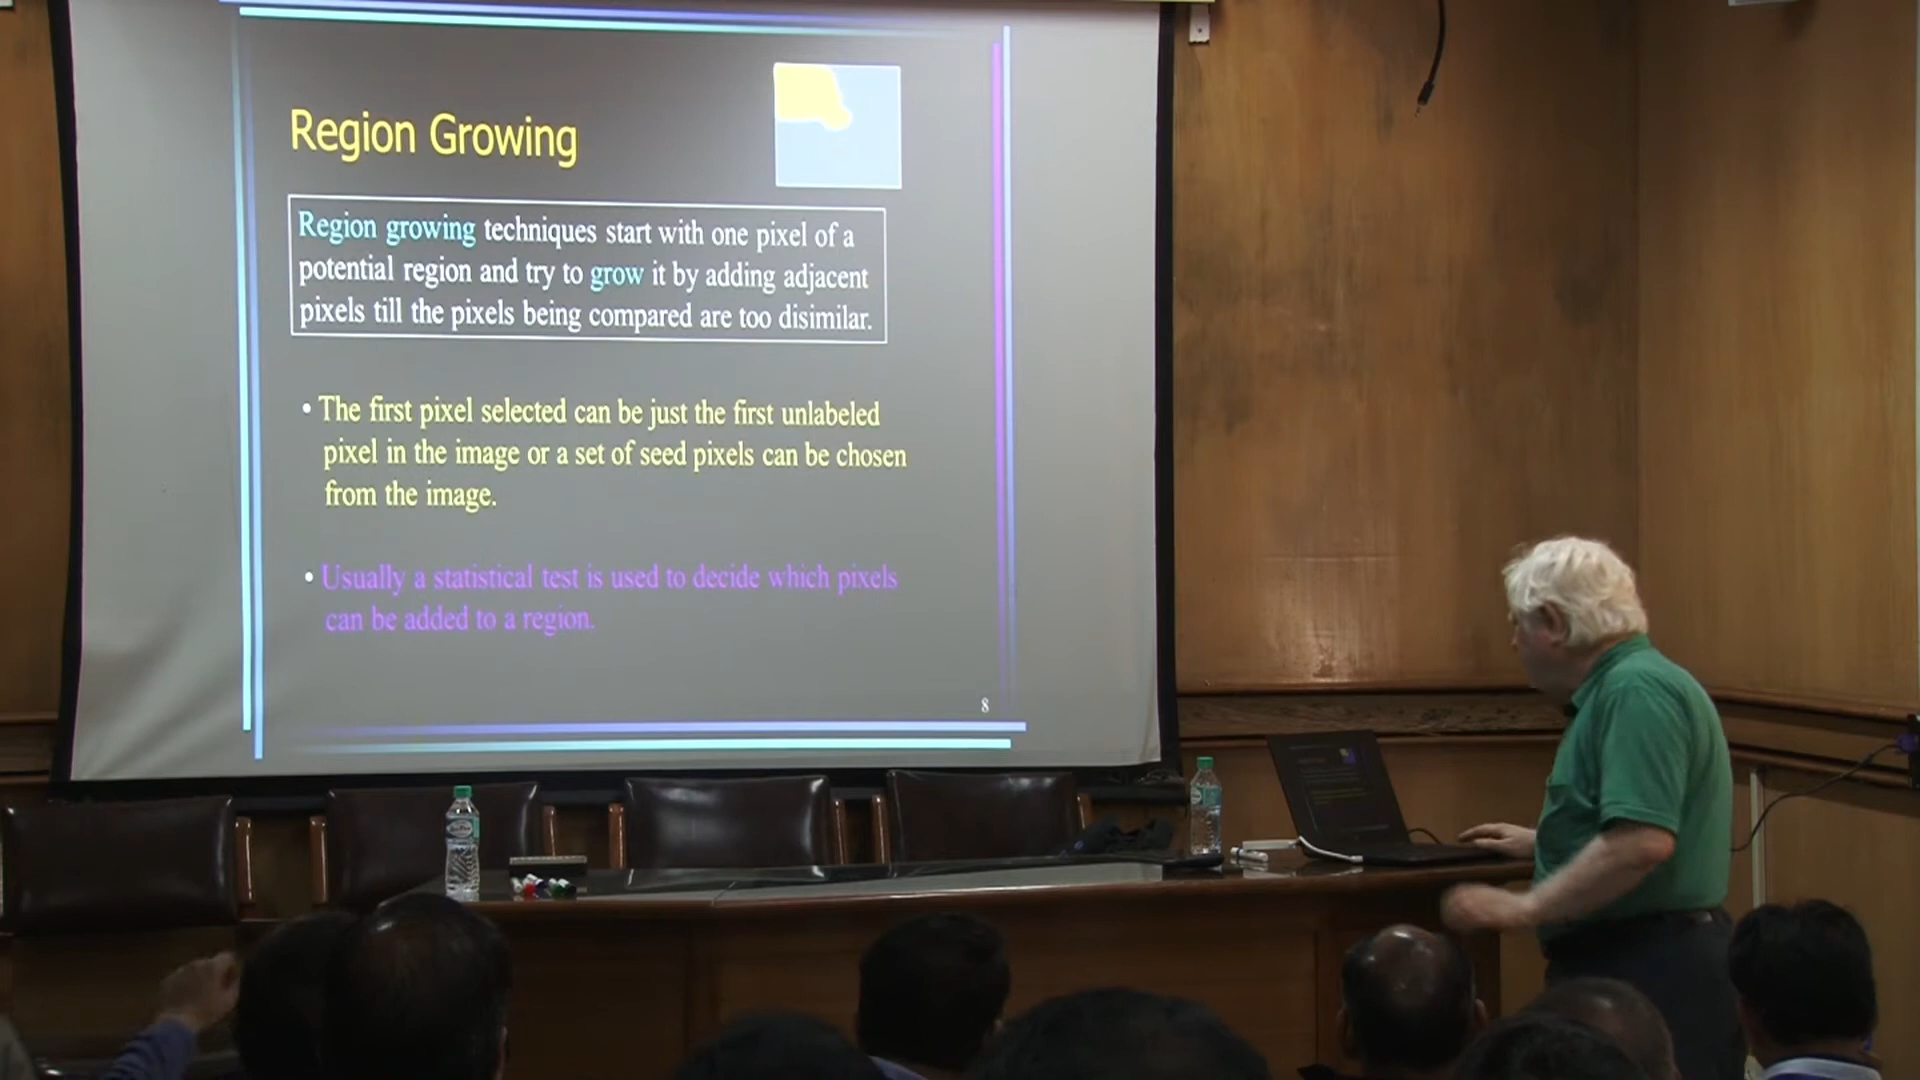 Region Growing
Region growing techniques start with one pixel of a
potential region and try to grow it by adding adjacent
pixels till the pixels being compared are too disimilar.
• The first pixel selected can be just the first unlabeled
pixel in the image or a set of seed pixels can be chosen
from the image.
• Usually a statistical test is used to decide which pixels
can be added to a region.
8